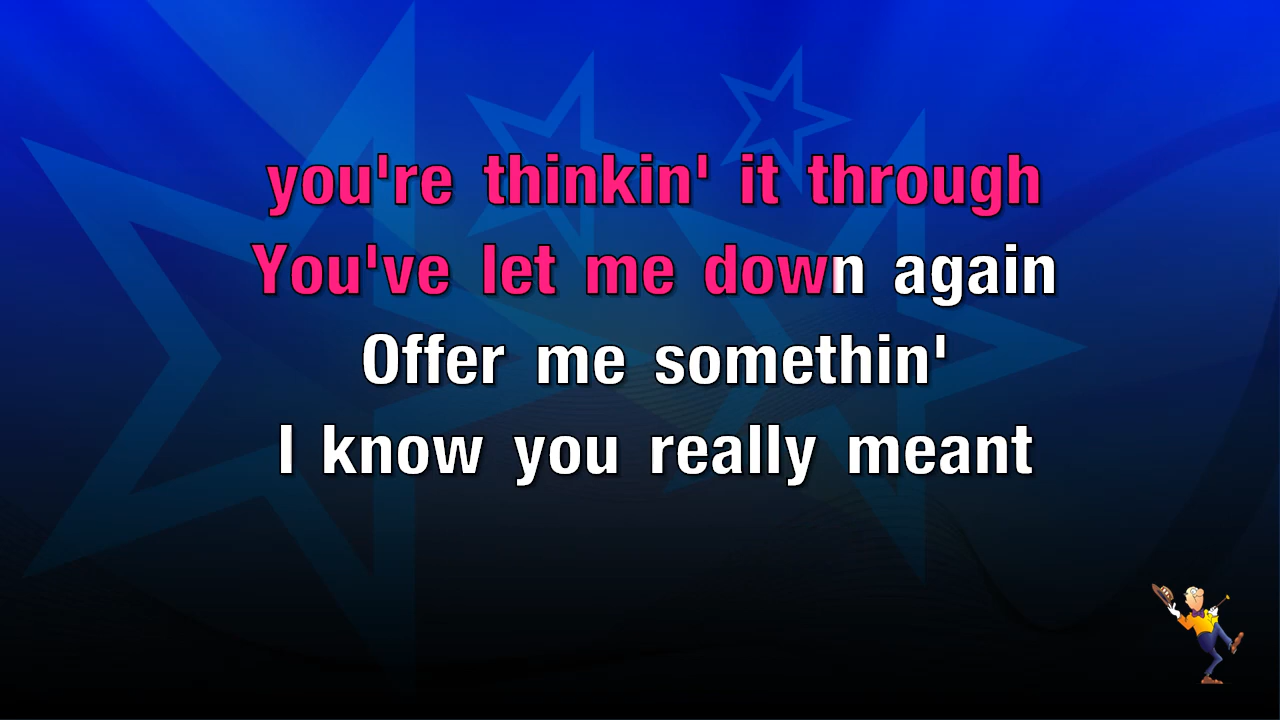 you're thinkin' it through
You've let me down again
Offer me somethin'
I know you really meant